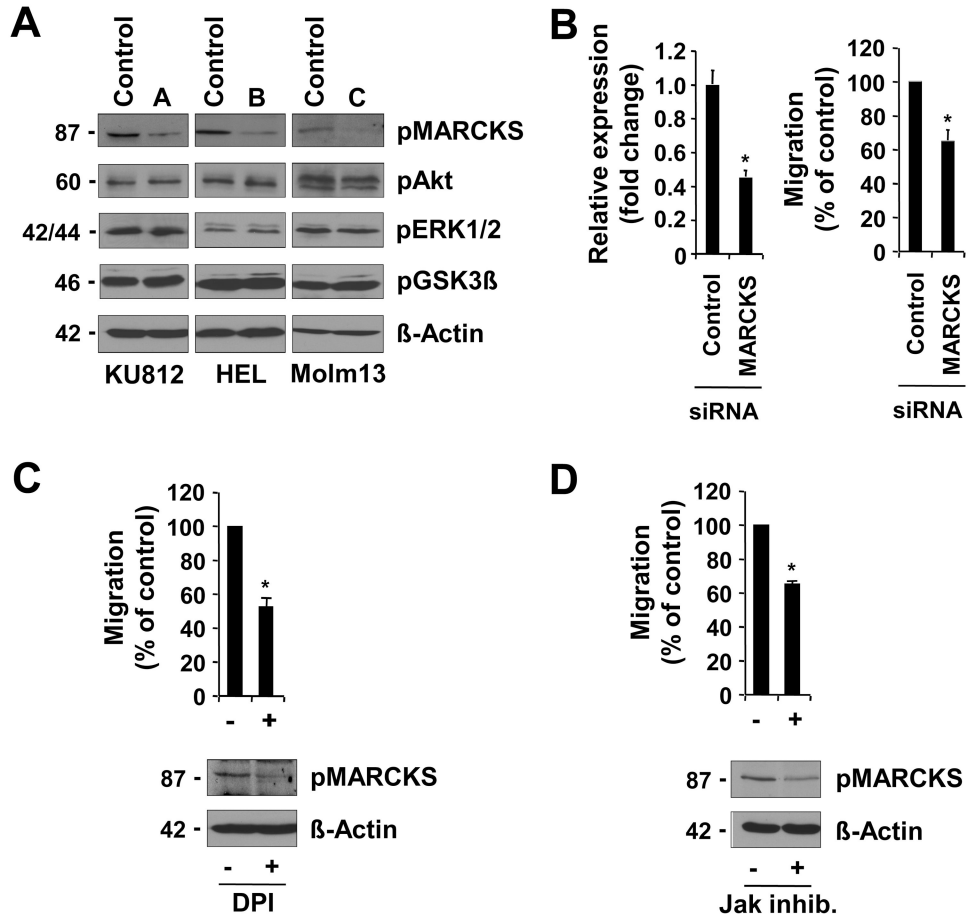 A
Control A Control B Control C
87 - pMARCKS
60 - pAkt
42/44 - pERK1/2
46 - pGSK3ß
42 - ß-Actin
KU812 HEL Molm13
B
Relative expression
(fold change)
1.2
1.0
0.8
0.6
0.4
0.2
0
*
Control MARCKS
siRNA
Migration
(% of control)
120
100
80
60
40
20
0
*
Control MARCKS
siRNA
C
Migration
(% of control)
120
100
80
60
40
20
0
*
- +
87 - pMARCKS
42 - ß-Actin
- +
DPI
D
Migration
(% of control)
120
100
80
60
40
20
0
*
- +
87 - pMARCKS
42 - ß-Actin
- +
Jak inhib.